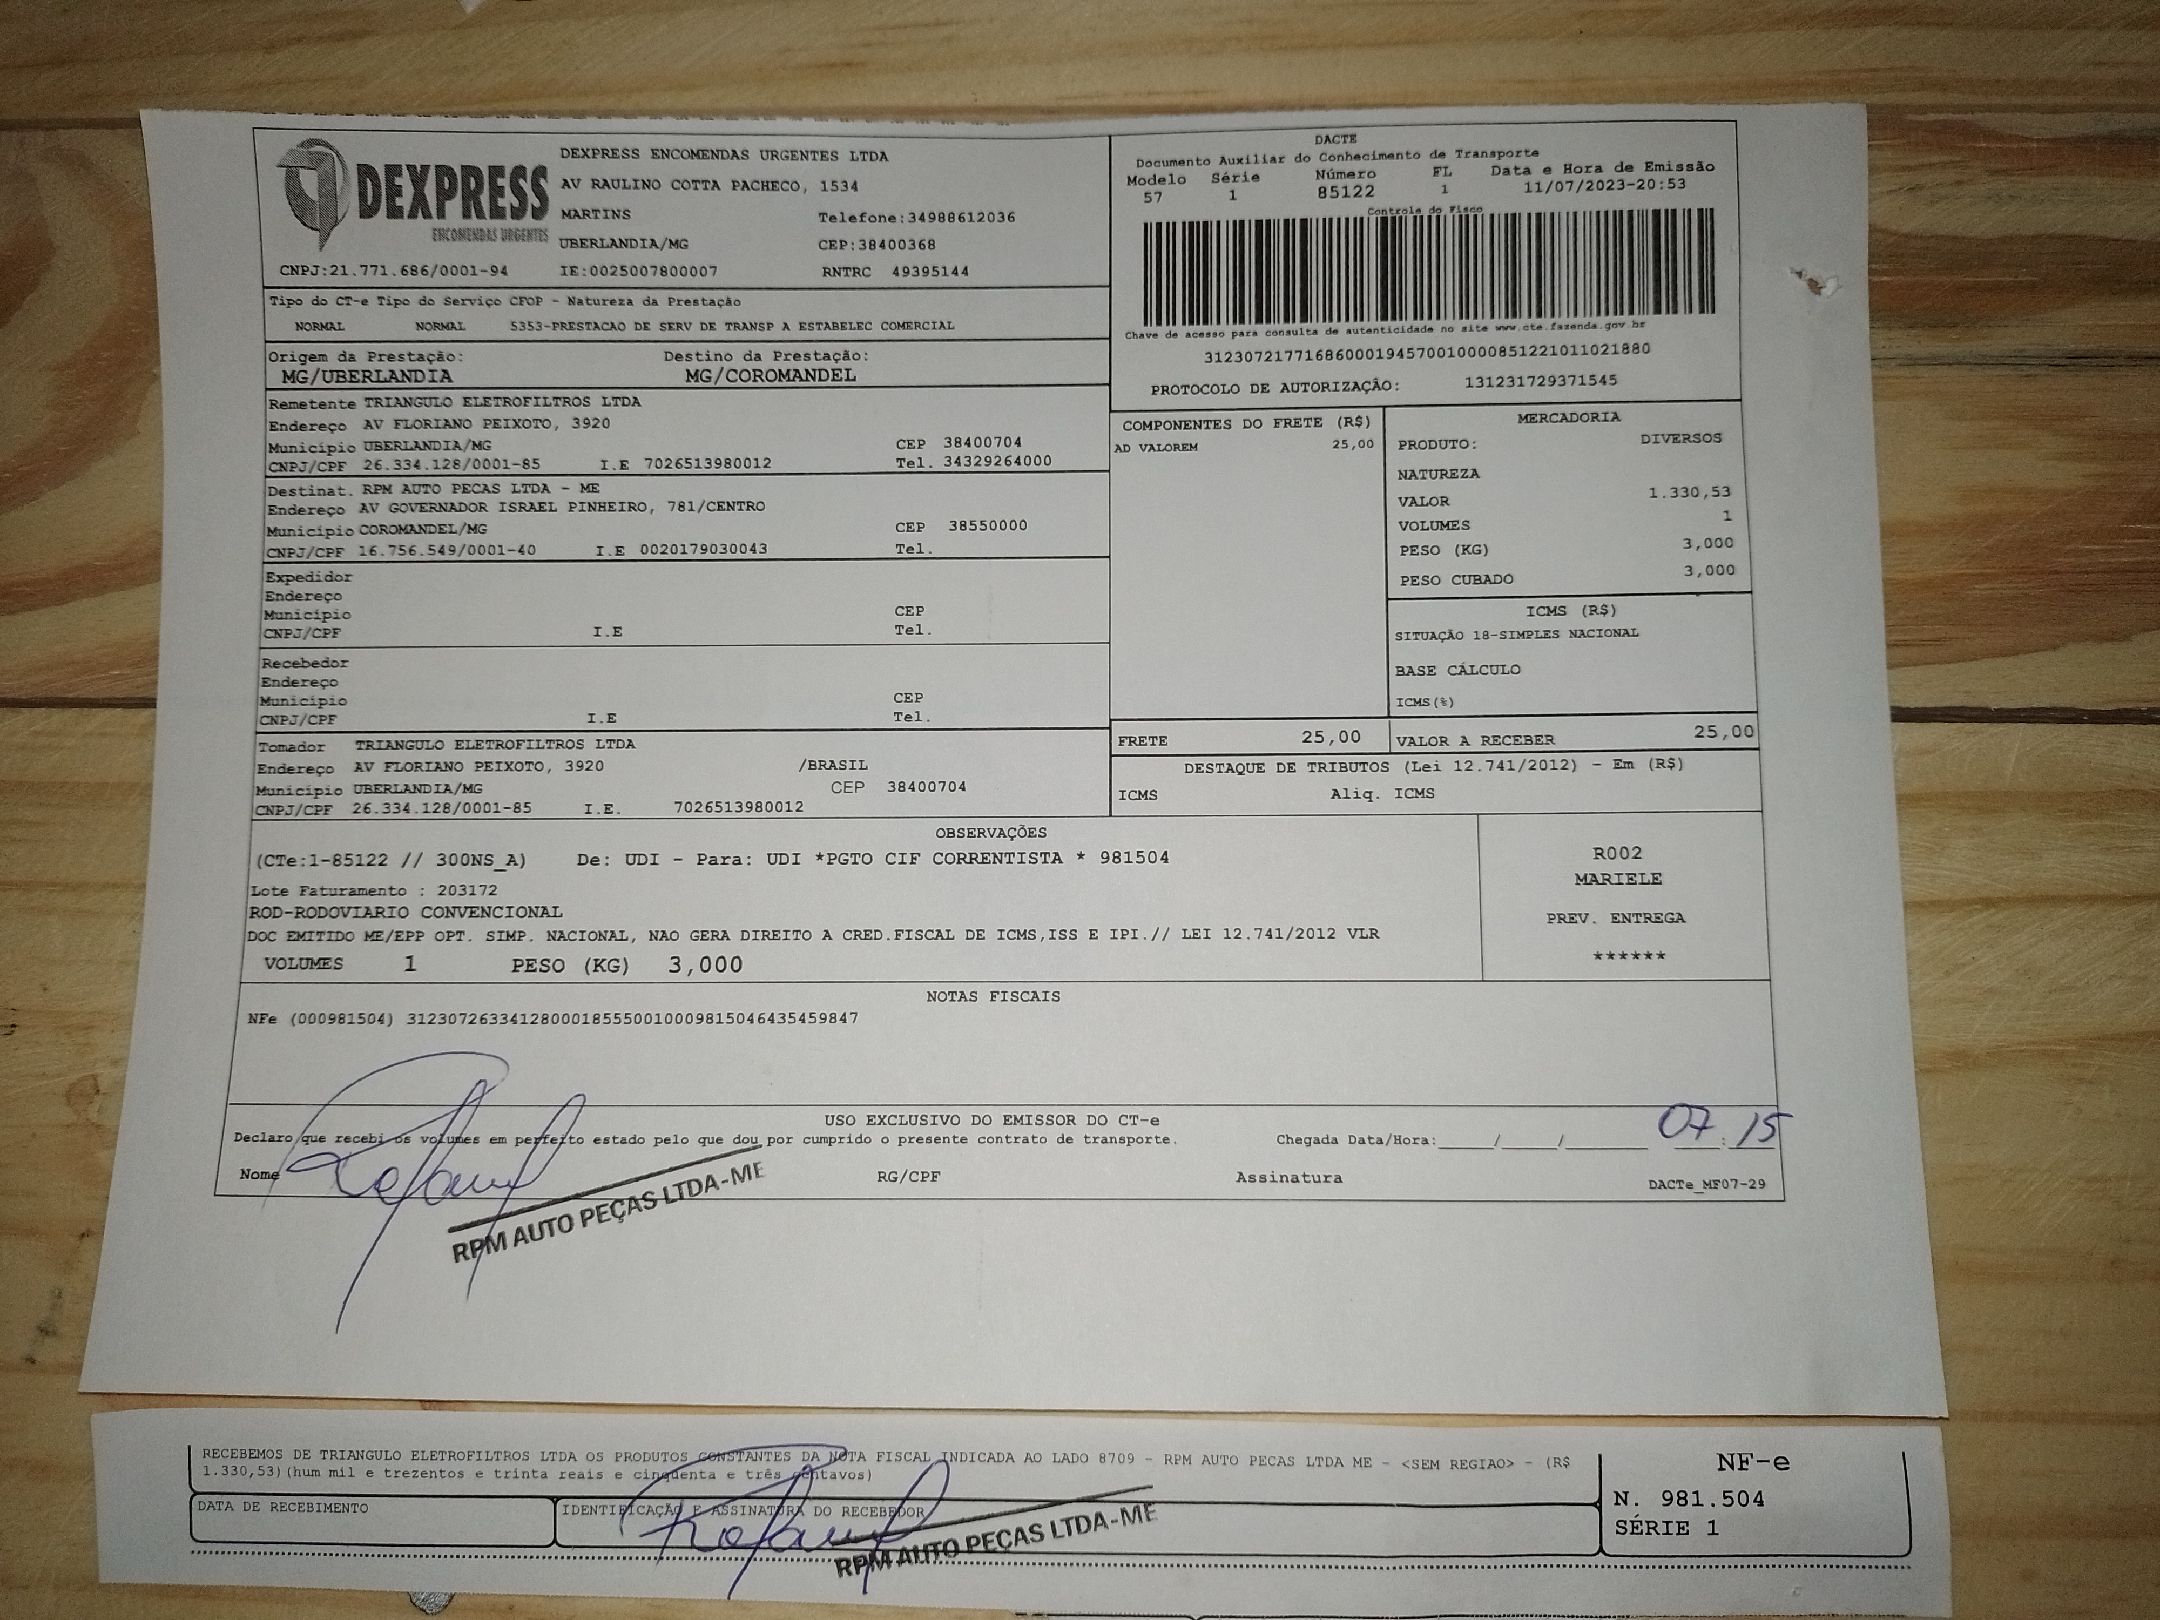 DEXPRESS
ENCOMENDAS URGENTES
DEXPRESS ENCOMENDAS URGENTES LTDA
AV RAULINO COTTA PACHECO, 1534
MARTINS Telefone:34988612036
UBERLANDIA/MG CEP:38400368
CNPJ:21.771.686/0001-94 IE:0025007800007 RNTRC 49395144
DACTE
Documento Auxiliar do Conhecimento de Transporte
Modelo Série Número FL Data e Hora de Emissão
57 1 85122 1 11/07/2023-20:53
Controle do Fisco
Chave de acesso para consulta de autenticidade no site www.cte.fazenda.gov.br
31230721771686000194570010000851221011021880
PROTOCOLO DE AUTORIZAÇÃO: 131231729371545
Tipo do CT-e Tipo do Serviço CFOP - Natureza da Prestação
NORMAL NORMAL 5353-PRESTACAO DE SERV DE TRANSP A ESTABELEC COMERCIAL
Origem da Prestação: Destino da Prestação:
MG/UBERLANDIA MG/COROMANDEL
Remetente TRIANGULO ELETROFILTROS LTDA
Endereço AV FLORIANO PEIXOTO, 3920
Município UBERLANDIA/MG CEP 38400704
CNPJ/CPF 26.334.128/0001-85 I.E 7026513980012 Tel. 34329264000
Destinat. RPM AUTO PECAS LTDA - ME
Endereço AV GOVERNADOR ISRAEL PINHEIRO, 781/CENTRO
Município COROMANDEL/MG CEP 38550000
CNPJ/CPF 16.756.549/0001-40 I.E 0020179030043 Tel.
Expedidor
Endereço
Município CEP
CNPJ/CPF I.E Tel.
Recebedor
Endereço
Município CEP
CNPJ/CPF I.E Tel.
Tomador TRIANGULO ELETROFILTROS LTDA
Endereço AV FLORIANO PEIXOTO, 3920 /BRASIL
Município UBERLANDIA/MG CEP 38400704
CNPJ/CPF 26.334.128/0001-85 I.E. 7026513980012
COMPONENTES DO FRETE (R$)
AD VALOREM 25,00
MERCADORIA
PRODUTO: DIVERSOS
NATUREZA
VALOR 1.330,53
VOLUMES 1
PESO (KG) 3,000
PESO CUBADO 3,000
ICMS (R$)
SITUAÇÃO 18-SIMPLES NACIONAL
BASE CÁLCULO
ICMS(%)
FRETE 25,00 VALOR A RECEBER 25,00
DESTAQUE DE TRIBUTOS (Lei 12.741/2012) - Em (R$)
ICMS Aliq. ICMS
OBSERVAÇÕES
(CTe:1-85122 // 300NS_A) De: UDI - Para: UDI *PGTO CIF CORRENTISTA * 981504
Lote Faturamento : 203172
ROD-RODOVIARIO CONVENCIONAL
DOC EMITIDO ME/EPP OPT. SIMP. NACIONAL, NAO GERA DIREITO A CRED.FISCAL DE ICMS,ISS E IPI.// LEI 12.741/2012 VLR
VOLUMES 1 PESO (KG) 3,000
R002
MARIELE
PREV. ENTREGA
******
NOTAS FISCAIS
NFe (000981504) 31230726334128000185550010009815046435459847
USO EXCLUSIVO DO EMISSOR DO CT-e
Declaro que recebi os volumes em perfeito estado pelo que dou por cumprido o presente contrato de transporte. Chegada Data/Hora:____/____/______ 07 : 15
Nome RG/CPF Assinatura DACTe_MF07-29
RPM AUTO PEÇAS LTDA-ME
RECEBEMOS DE TRIANGULO ELETROFILTROS LTDA OS PRODUTOS CONSTANTES DA NOTA FISCAL INDICADA AO LADO 8709 - RPM AUTO PECAS LTDA ME - <SEM REGIAO> - (R$
1.330,53)(hum mil e trezentos e trinta reais e cinqüenta e três centavos)
DATA DE RECEBIMENTO IDENTIFICAÇÃO E ASSINATURA DO RECEBEDOR
RPM AUTO PEÇAS LTDA-ME
NF-e
N. 981.504
SÉRIE 1